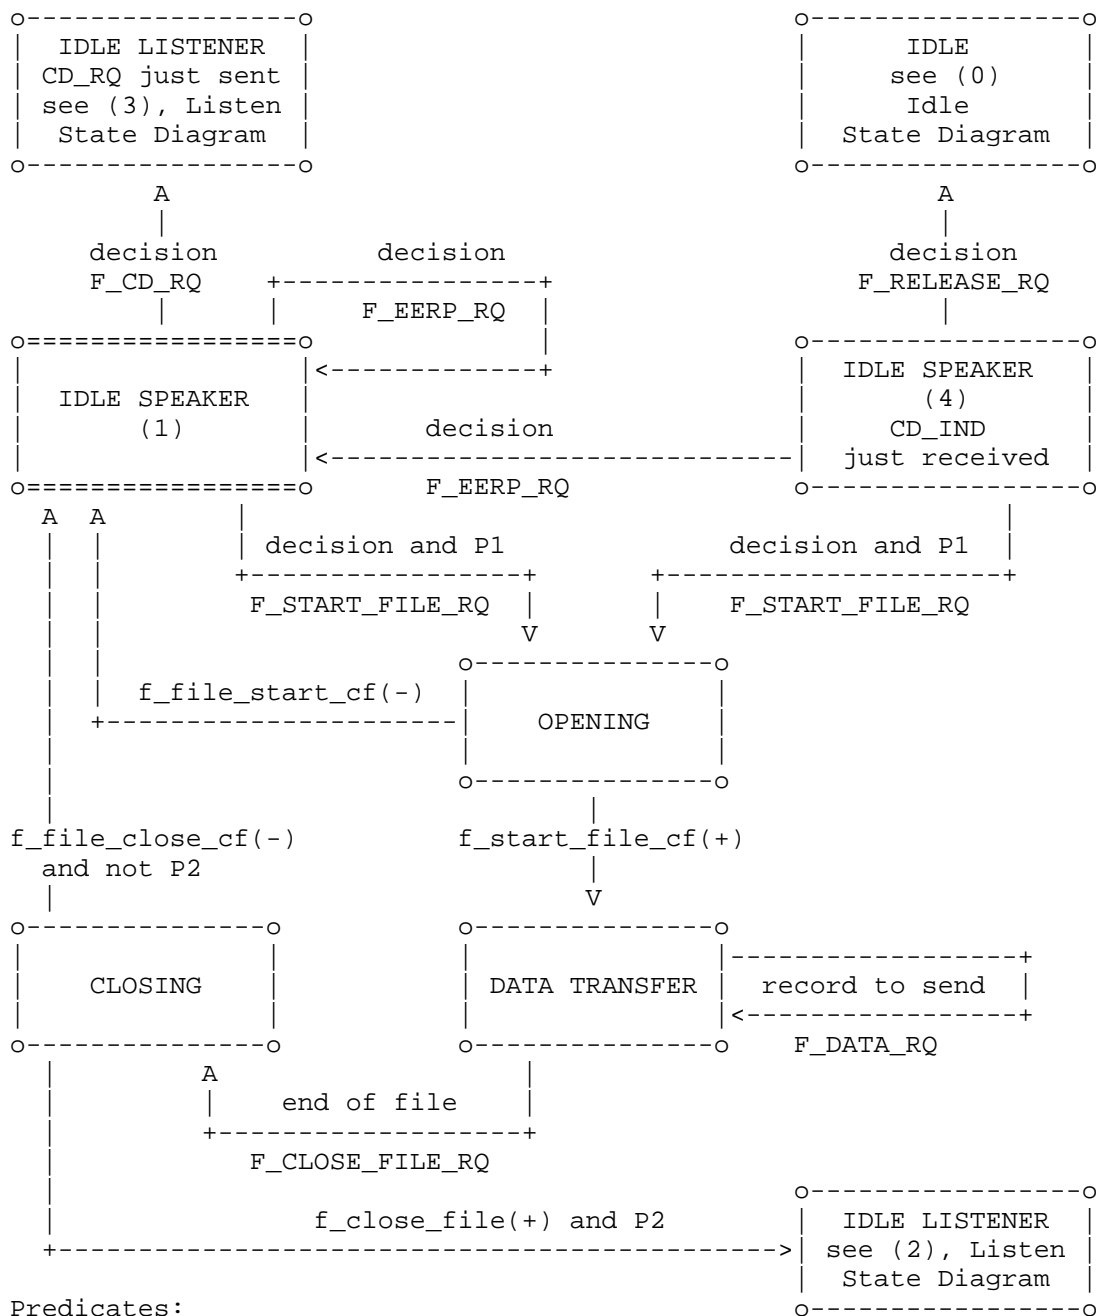 IDLE LISTENER IDLE
CD_RQ just sent see (0)
see (3), Listen Idle
State Diagram State Diagram
A A
decision decision decision
F_CD_RQ F_RELEASE_RQ
F_EERP_RQ
IDLE SPEAKER
IDLE SPEAKER (4)
(1) decision CD_IND
just received
F_EERP_RQ
A A
decision and P1 decision and P1
F_START_FILE_RQ F_START_FILE_RQ
V V
f_file_start_cf(-)
OPENING
f_file_close_cf(-) f_start_file_cf(+)
and not P2
V
CLOSING DATA TRANSFER record to send
F_DATA_RQ
A
end of file
F_CLOSE_FILE_RQ
f_close_file(+) and P2 IDLE LISTENER
see (2), Listen
State Diagram
Predicates: